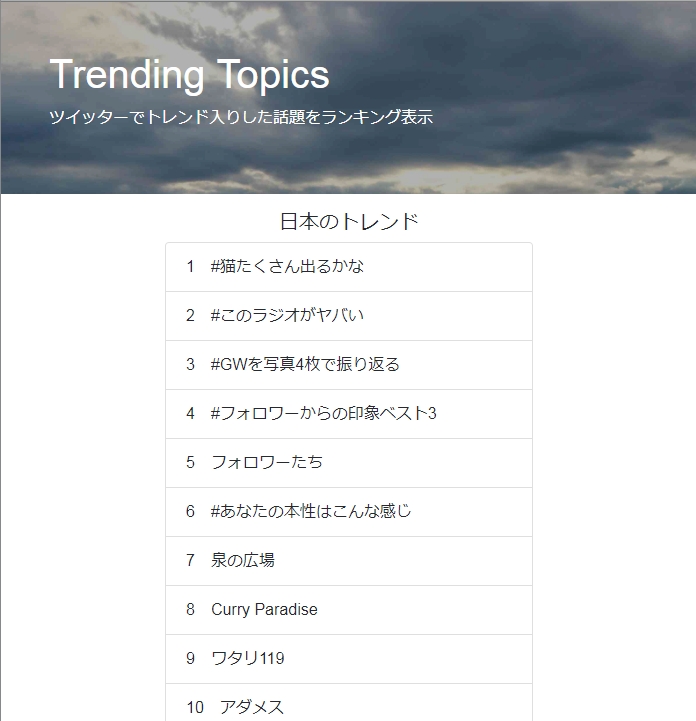 Trending Topics
ツイッターでトレンド入りした話題をランキング表示
日本のトレンド
1 #猫たくさん出るかな
2 #このラジオがヤバい
3 #GWを写真4枚で振り返る
4 #フォロワーからの印象ベスト3
5 フォロワーたち
6 #あなたの本性はこんな感じ
7 泉の広場
8 Curry Paradise
9 ワタリ119
10 アダメス